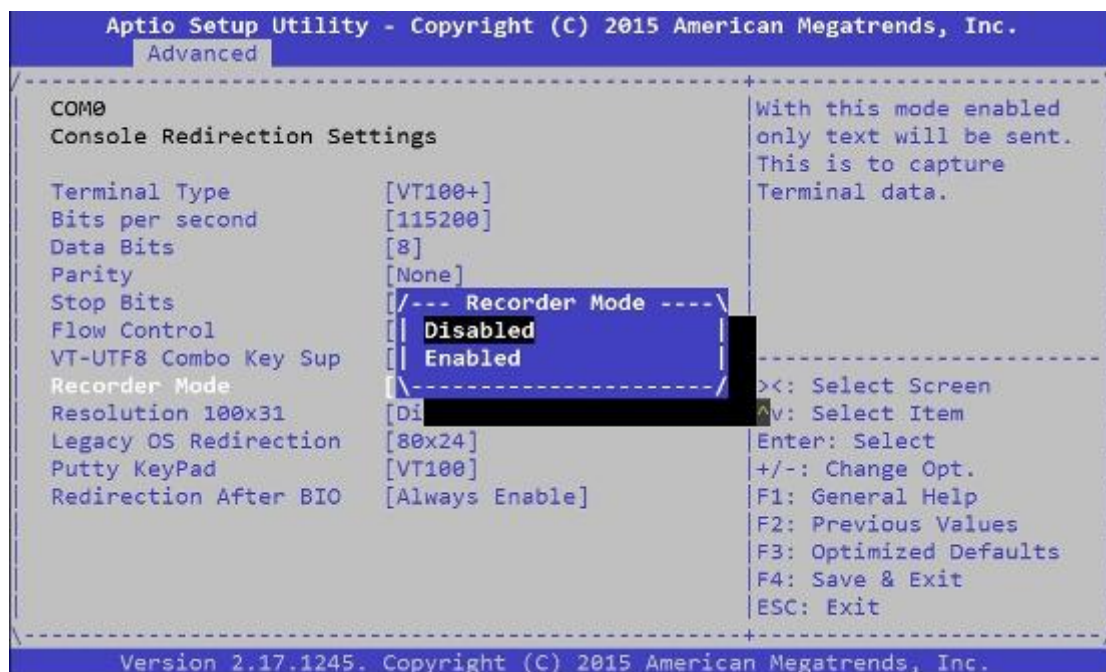 Aptio Setup Utility - Copyright (C) 2015 American Megatrends, Inc.
Advanced
COM0
Console Redirection Settings
Terminal Type [VT100+]
Bits per second [115200]
Data Bits [8]
Parity [None]
Stop Bits [
Flow Control [
VT-UTF8 Combo Key Sup [
Recorder Mode [
Resolution 100x31 [Di
Legacy OS Redirection [80x24]
Putty KeyPad [VT100]
Redirection After BIO [Always Enable]
/--- Recorder Mode ----\
Disabled
Enabled
With this mode enabled
only text will be sent.
This is to capture
Terminal data.
><: Select Screen
^v: Select Item
Enter: Select
+/-: Change Opt.
F1: General Help
F2: Previous Values
F3: Optimized Defaults
F4: Save & Exit
ESC: Exit
Version 2.17.1245. Copyright (C) 2015 American Megatrends, Inc.